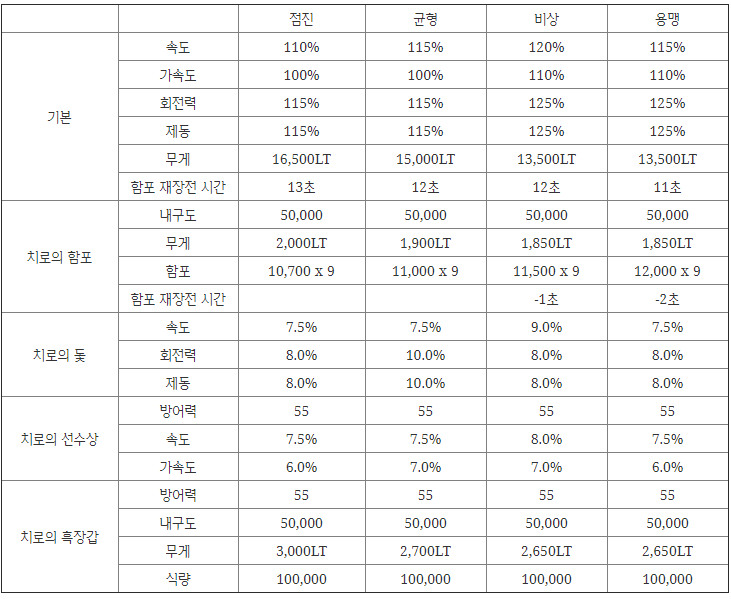 점진 균형 비상 용맹
기본
속도 110% 115% 120% 115%
가속도 100% 100% 110% 110%
회전력 115% 115% 125% 125%
제동 115% 115% 125% 125%
무게 16,500LT 15,000LT 13,500LT 13,500LT
함포 재장전 시간 13초 12초 12초 11초
치로의 함포
내구도 50,000 50,000 50,000 50,000
무게 2,000LT 1,900LT 1,850LT 1,850LT
함포 10,700 x 9 11,000 x 9 11,500 x 9 12,000 x 9
함포 재장전 시간 -1초 -2초
치로의 돛
속도 7.5% 7.5% 9.0% 7.5%
회전력 8.0% 10.0% 8.0% 8.0%
제동 8.0% 10.0% 8.0% 8.0%
치로의 선수상
방어력 55 55 55 55
속도 7.5% 7.5% 8.0% 7.5%
가속도 6.0% 7.0% 7.0% 6.0%
치로의 흑장갑
방어력 55 55 55 55
내구도 50,000 50,000 50,000 50,000
무게 3,000LT 2,700LT 2,650LT 2,650LT
식량 100,000 100,000 100,000 100,000